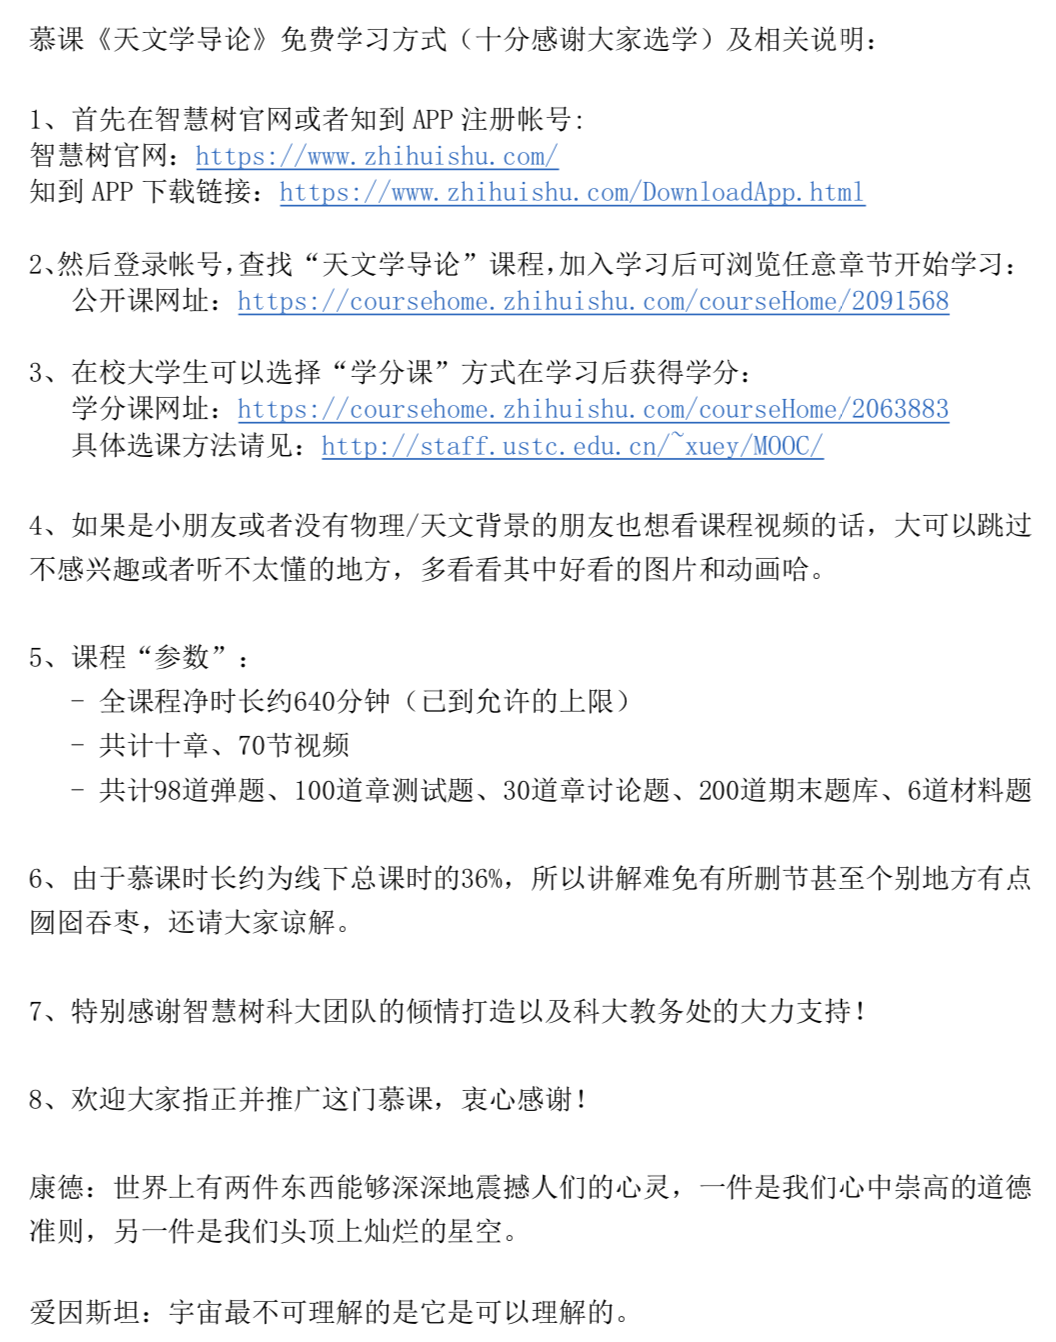 慕课《天文学导论》免费学习方式（十分感谢大家选学）及相关说明：
1、首先在智慧树官网或者知到 APP 注册帐号：
智慧树官网：https://www.zhihuishu.com/
知到 APP 下载链接：https://www.zhihuishu.com/DownloadApp.html
2、然后登录帐号，查找“天文学导论”课程，加入学习后可浏览任意章节开始学习：
公开课网址：https://coursehome.zhihuishu.com/courseHome/2091568
3、在校大学生可以选择“学分课”方式在学习后获得学分：
学分课网址：https://coursehome.zhihuishu.com/courseHome/2063883
具体选课方法请见：http://staff.ustc.edu.cn/~xuey/MOOC/
4、如果是小朋友或者没有物理/天文背景的朋友也想看课程视频的话，大可以跳过
不感兴趣或者听不太懂的地方，多看看其中好看的图片和动画哈。
5、课程“参数”：
- 全课程净时长约640分钟（已到允许的上限）
- 共计十章、70节视频
- 共计98道弹题、100道章测试题、30道章讨论题、200道期末题库、6道材料题
6、由于慕课时长约为线下总课时的36%，所以讲解难免有所删节甚至个别地方有点
囫囵吞枣，还请大家谅解。
7、特别感谢智慧树科大团队的倾情打造以及科大教务处的大力支持！
8、欢迎大家指正并推广这门慕课，衷心感谢！
康德：世界上有两件东西能够深深地震撼人们的心灵，一件是我们心中崇高的道德
准则，另一件是我们头顶上灿烂的星空。
爱因斯坦：宇宙最不可理解的是它是可以理解的。